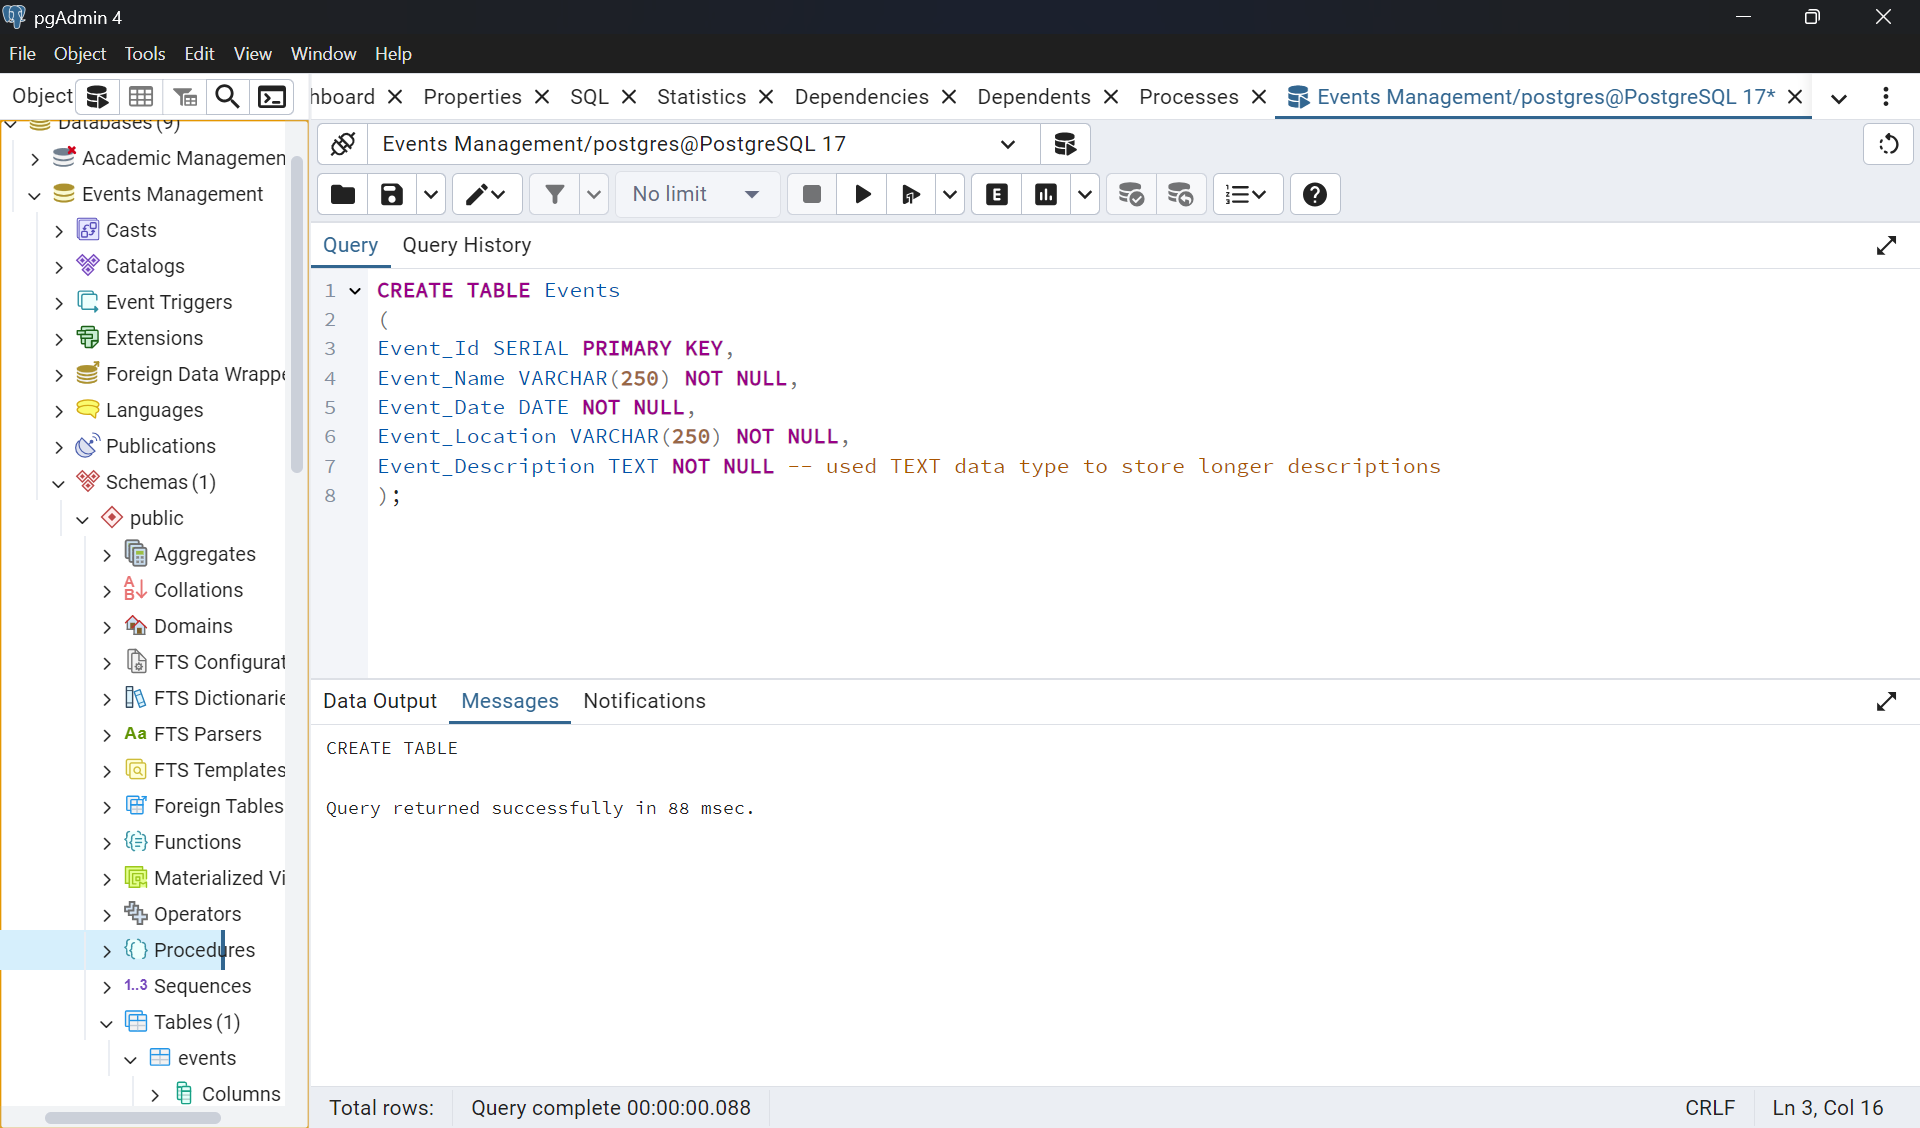 pgAdmin 4
File Object Tools Edit View Window Help
Object
hboard Properties SQL Statistics Dependencies Dependents Processes Events Management/postgres@PostgreSQL 17*
Databases (9)
Academic Managemen
Events Management
Casts
Catalogs
Event Triggers
Extensions
Foreign Data Wrappe
Languages
Publications
Schemas (1)
public
Aggregates
Collations
Domains
FTS Configurat
FTS Dictionarie
Aa FTS Parsers
FTS Templates
Foreign Tables
Functions
Materialized Vi
Operators
Procedures
1..3 Sequences
Tables (1)
events
Columns
Events Management/postgres@PostgreSQL 17
No limit
E
Query Query History
1 CREATE TABLE Events
2 (
3 Event_Id SERIAL PRIMARY KEY,
4 Event_Name VARCHAR(250) NOT NULL,
5 Event_Date DATE NOT NULL,
6 Event_Location VARCHAR(250) NOT NULL,
7 Event_Description TEXT NOT NULL -- used TEXT data type to store longer descriptions
8 );
Data Output Messages Notifications
CREATE TABLE
Query returned successfully in 88 msec.
Total rows: Query complete 00:00:00.088 CRLF Ln 3, Col 16